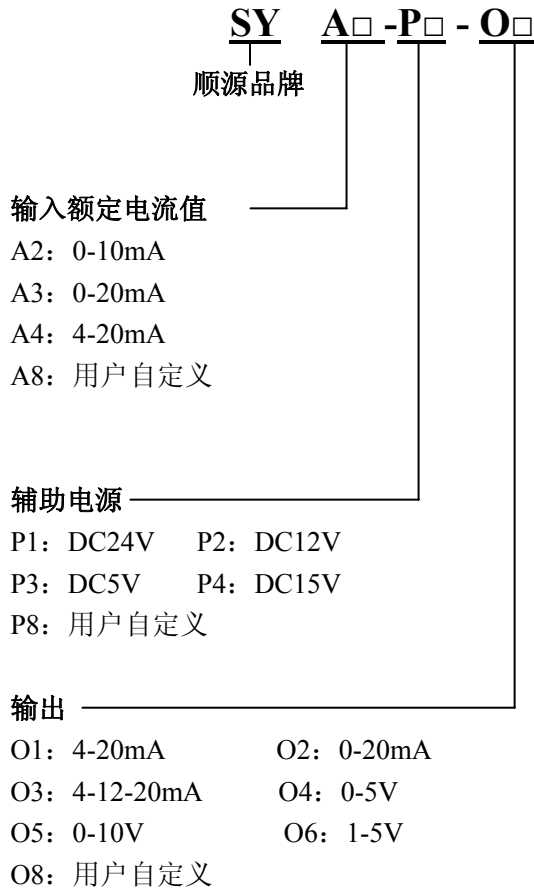 SY A□ -P□ - O□
顺源品牌
输入额定电流值
A2：0-10mA
A3：0-20mA
A4：4-20mA
A8：用户自定义
辅助电源
P1：DC24V P2：DC12V
P3：DC5V P4：DC15V
P8：用户自定义
输出
O1：4-20mA O2：0-20mA
O3：4-12-20mA O4：0-5V
O5：0-10V O6：1-5V
O8：用户自定义